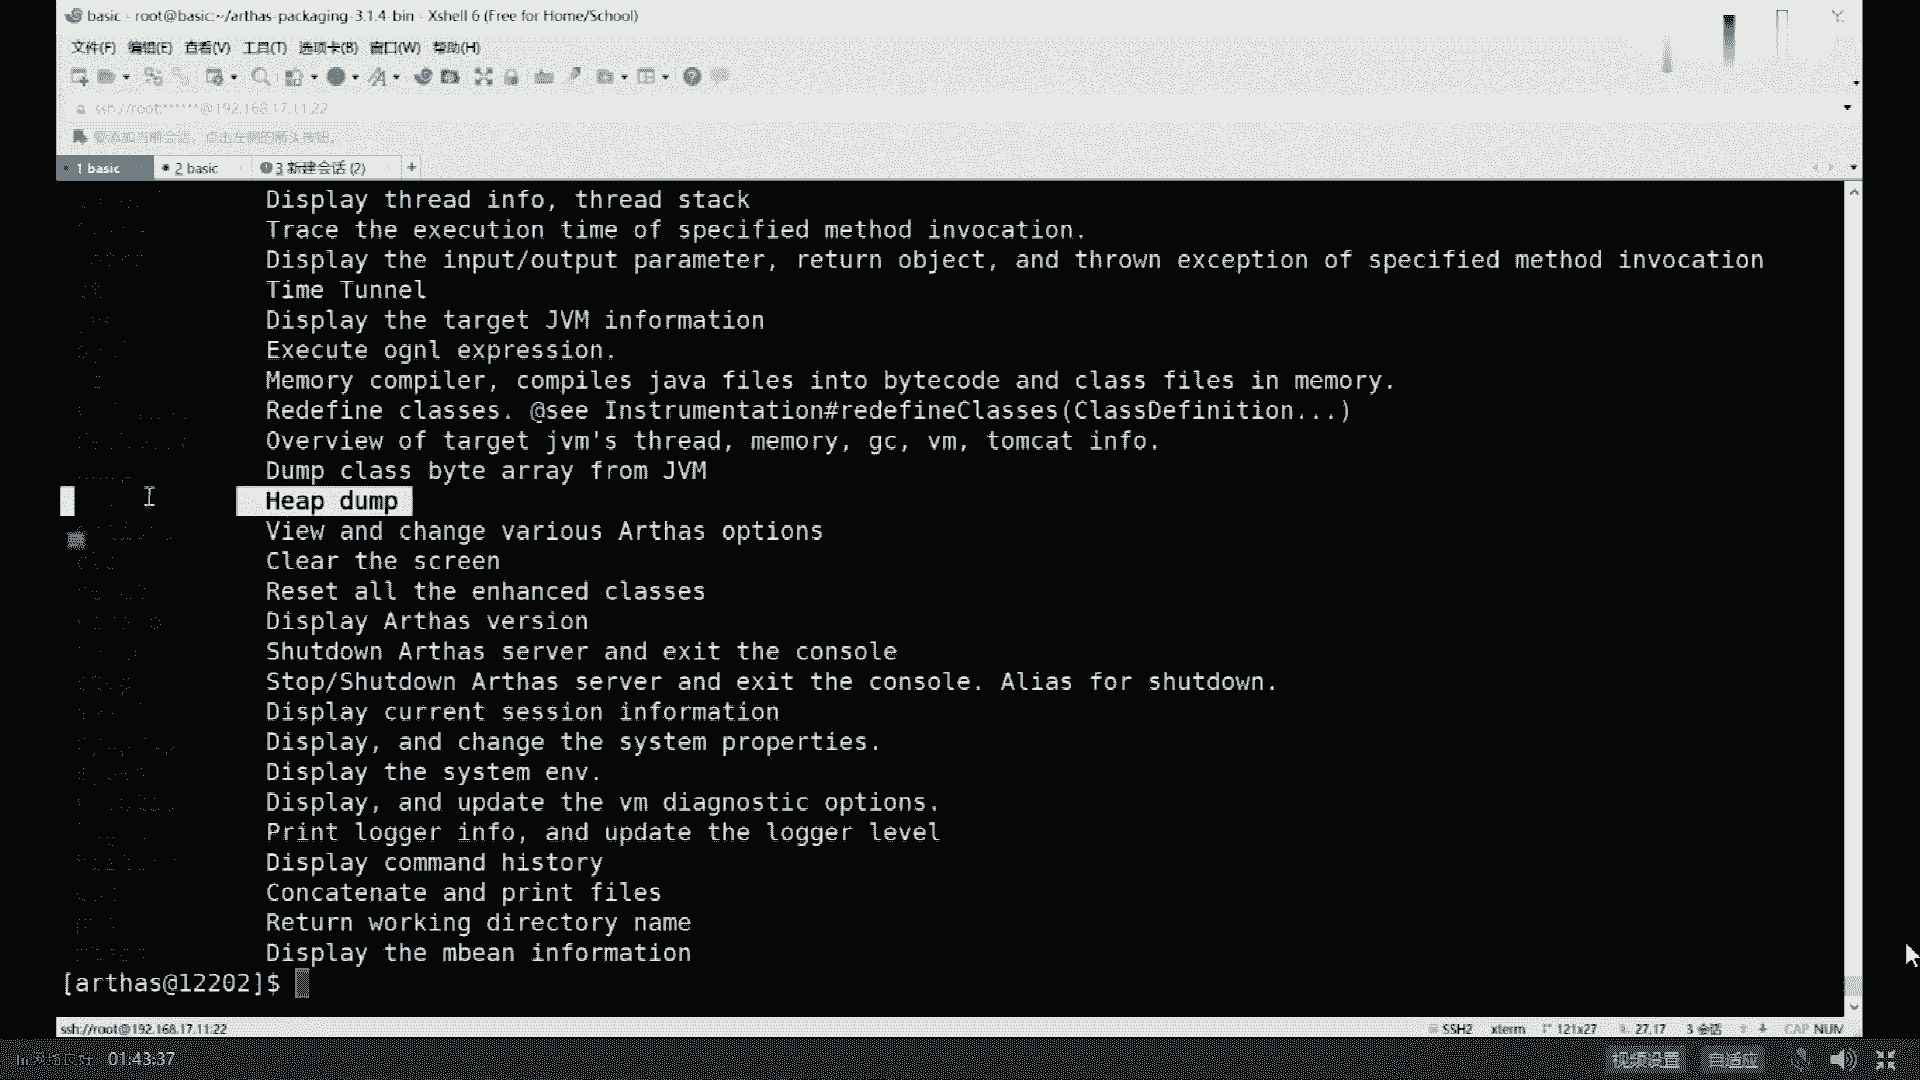 basic - root@basic:~/arthas-packaging-3.1.4-bin - Xshell 6 (Free for Home/School)
文件(F) 编辑(E) 查看(V) 工具(T) 选项卡(B) 窗口(W) 帮助(H)
ssh://root******@192.168.17.11:22
要添加当前会话，点击左侧的箭头按钮。
1 basic 2 basic 3 新建会话 (2) +
Display thread info, thread stack
Trace the execution time of specified method invocation.
Display the input/output parameter, return object, and thrown exception of specified method invocation
Time Tunnel
Display the target JVM information
Execute ognl expression.
Memory compiler, compiles java files into bytecode and class files in memory.
Redefine classes. @see Instrumentation#redefineClasses(ClassDefinition...)
Overview of target jvm's thread, memory, gc, vm, tomcat info.
Dump class byte array from JVM
Heap dump
View and change various Arthas options
Clear the screen
Reset all the enhanced classes
Display Arthas version
Shutdown Arthas server and exit the console
Stop/Shutdown Arthas server and exit the console. Alias for shutdown.
Display current session information
Display, and change the system properties.
Display the system env.
Display, and update the vm diagnostic options.
Print logger info, and update the logger level
Display command history
Concatenate and print files
Return working directory name
Display the mbean information
[arthas@12202]$
ssh://root@192.168.17.11:22 SSH2 xterm 121x27 27,17 3 会话 CAP NUM
01:43:37 视频设置 自适应